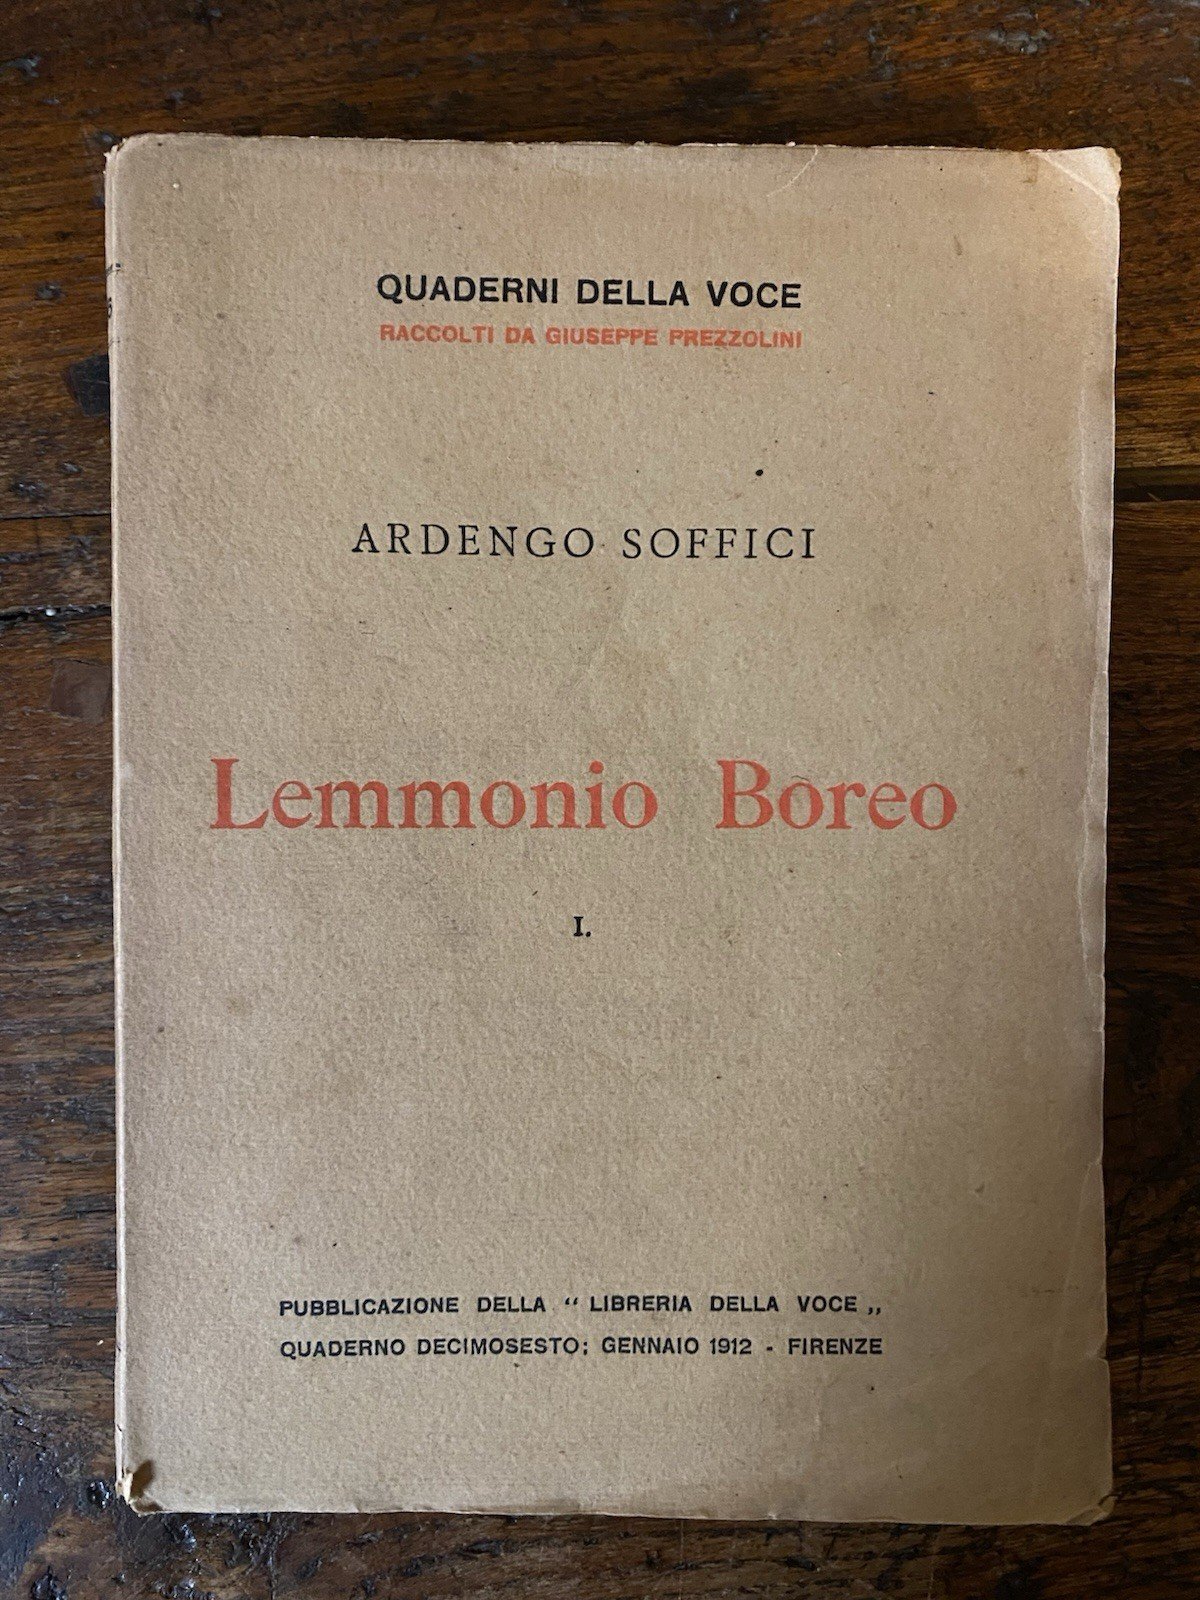 QUADERNI DELLA VOCE
RACCOLTI DA GIUSEPPE PREZZOLINI
ARDENGO SOFFICI
Lemmonio Boreo
I.
PUBBLICAZIONE DELLA “ LIBRERIA DELLA VOCE „
QUADERNO DECIMOSESTO; GENNAIO 1912 - FIRENZE